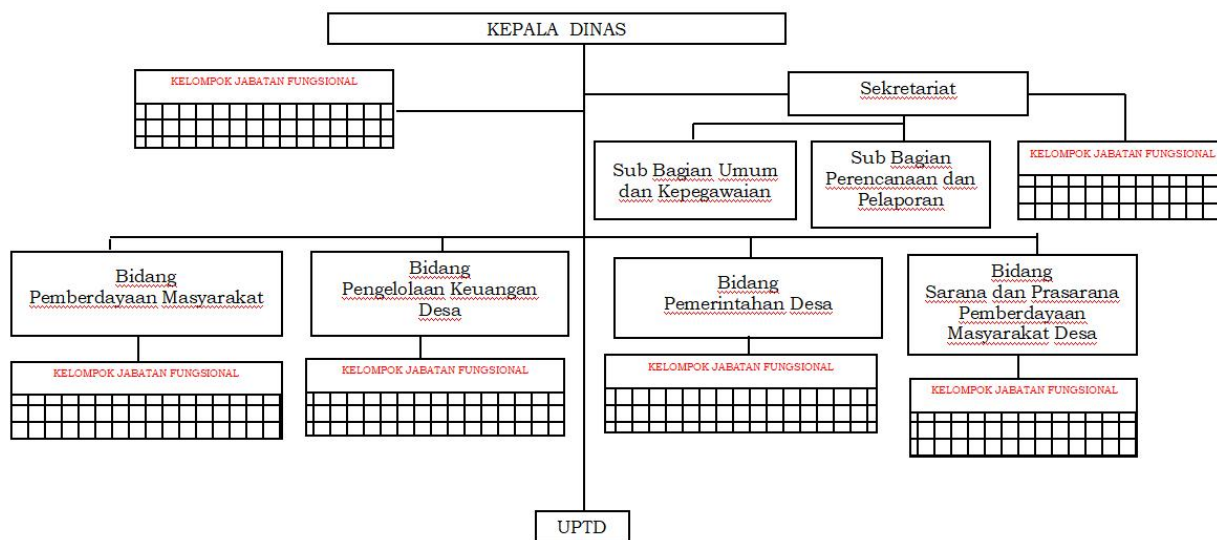 KEPALA DINAS
KELOMPOK JABATAN FUNGSIONAL
Sekretariat
Sub Bagian Umum
dan Kepegawaian
Sub Bagian
Perencanaan dan
Pelaporan
KELOMPOK JABATAN FUNGSIONAL
Bidang
Pemberdayaan Masyarakat
Bidang
Pengelolaan Keuangan
Desa
Bidang
Pemerintahan Desa
Bidang
Sarana dan Prasarana
Pemberdayaan
Masyarakat Desa
KELOMPOK JABATAN FUNGSIONAL
KELOMPOK JABATAN FUNGSIONAL
KELOMPOK JABATAN FUNGSIONAL
KELOMPOK JABATAN FUNGSIONAL
UPTD